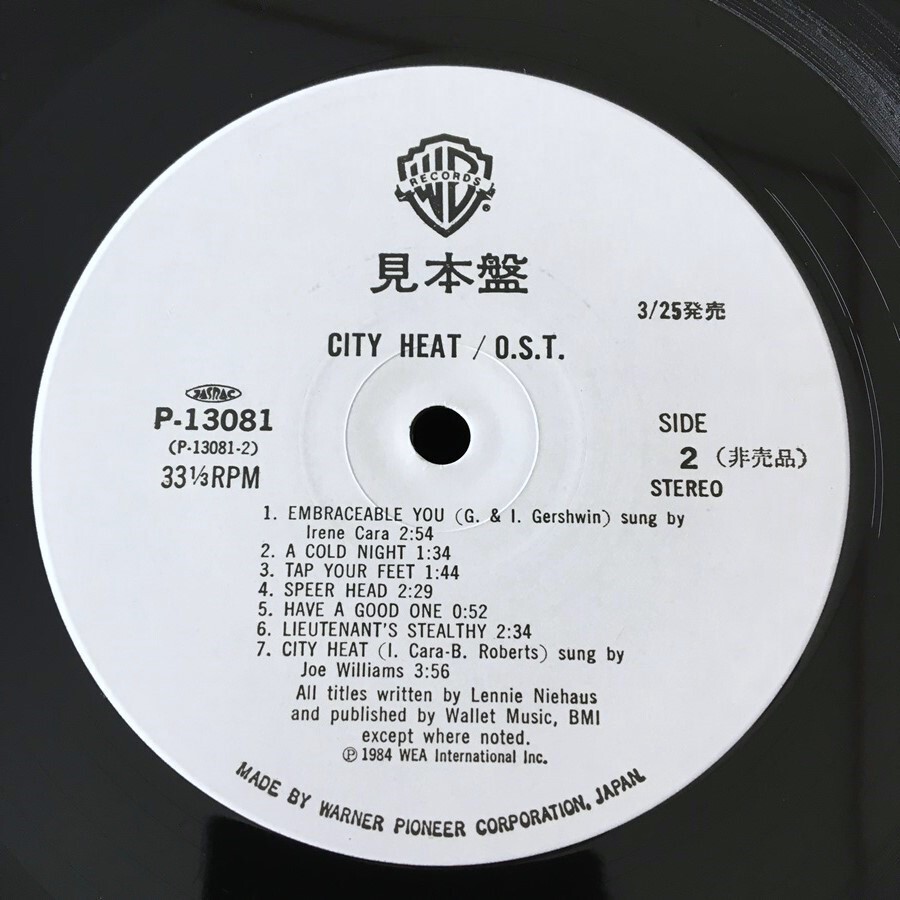 WB
RECORDS
®
見本盤
3/25発売
CITY HEAT / O.S.T.
JASRAC
P-13081
(P-13081-2)
33 1/3 RPM
SIDE
2 (非売品)
STEREO
1. EMBRACEABLE YOU (G. & I. Gershwin) sung by
Irene Cara 2:54
2. A COLD NIGHT 1:34
3. TAP YOUR FEET 1:44
4. SPEER HEAD 2:29
5. HAVE A GOOD ONE 0:52
6. LIEUTENANT'S STEALTHY 2:34
7. CITY HEAT (I. Cara-B. Roberts) sung by
Joe Williams 3:56
All titles written by Lennie Niehaus
and published by Wallet Music, BMI
except where noted.
℗ 1984 WEA International Inc.
MADE BY WARNER PIONEER CORPORATION, JAPAN.